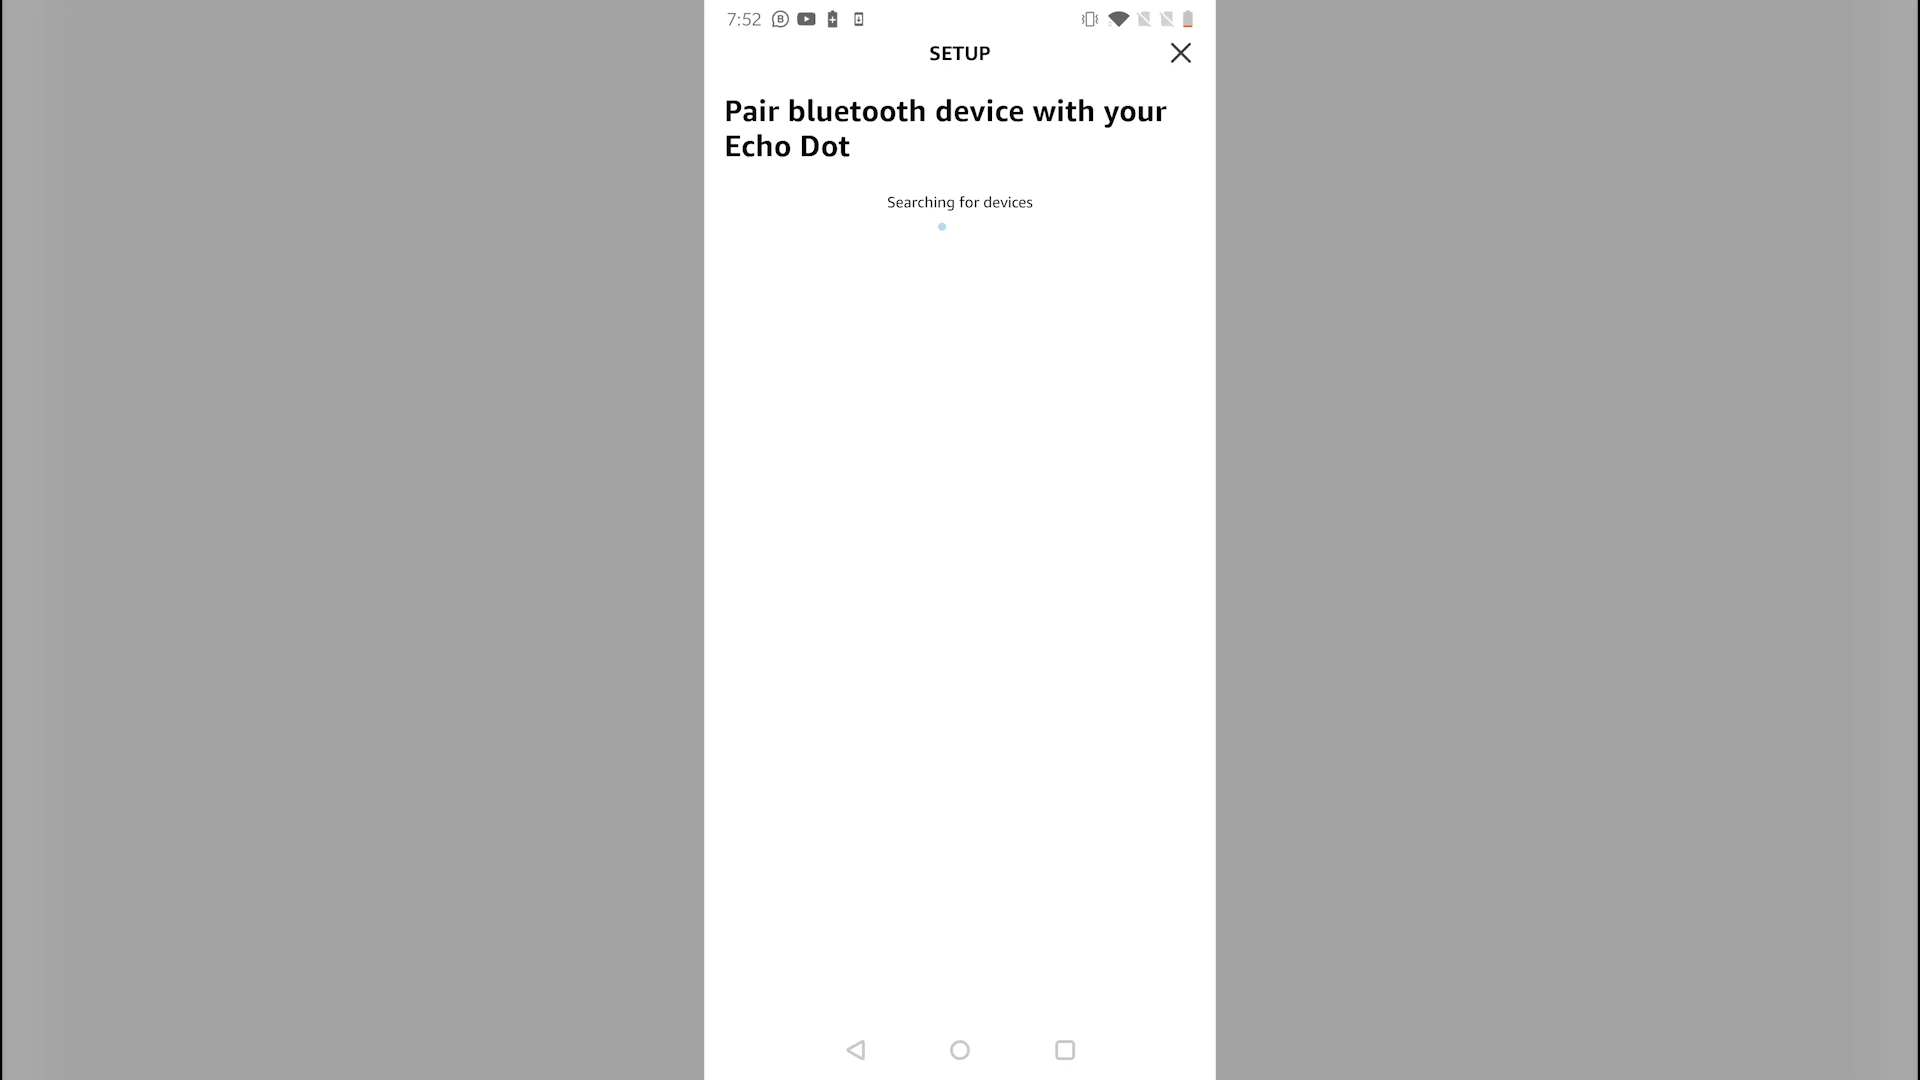 7:52
SETUP
Pair bluetooth device with your
Echo Dot
Searching for devices